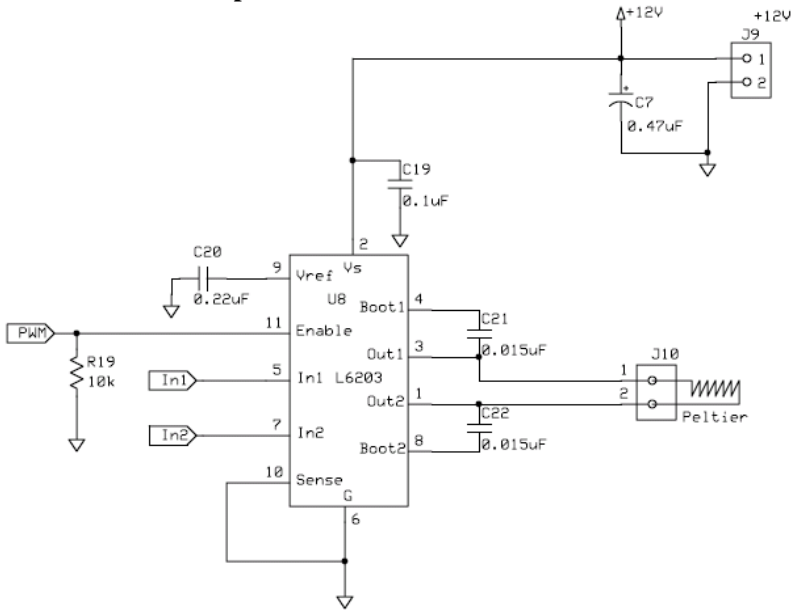 +12V
+12V
J9
1
2
C7
+
0.47uF
C19
0.1uF
2
C20
9
Vref
Vs
0.22uF
U8
Boot1
4
C21
PWM
11
Enable
0.015uF
R19
10k
Out1
3
J10
In1
5
In1
L6203
1
Out2
1
2
C22
Peltier
In2
7
In2
0.015uF
Boot2
8
10
Sense
G
6